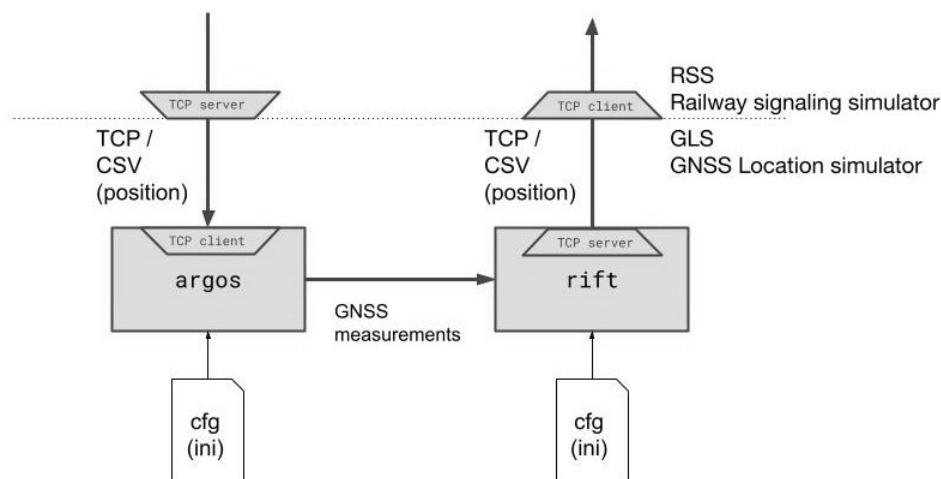 TCP server
TCP client
RSS
Railway signaling simulator
TCP /
CSV
(position)
TCP /
CSV
(position)
GLS
GNSS Location simulator
TCP client
argos
TCP server
rift
GNSS
measurements
cfg
(ini)
cfg
(ini)